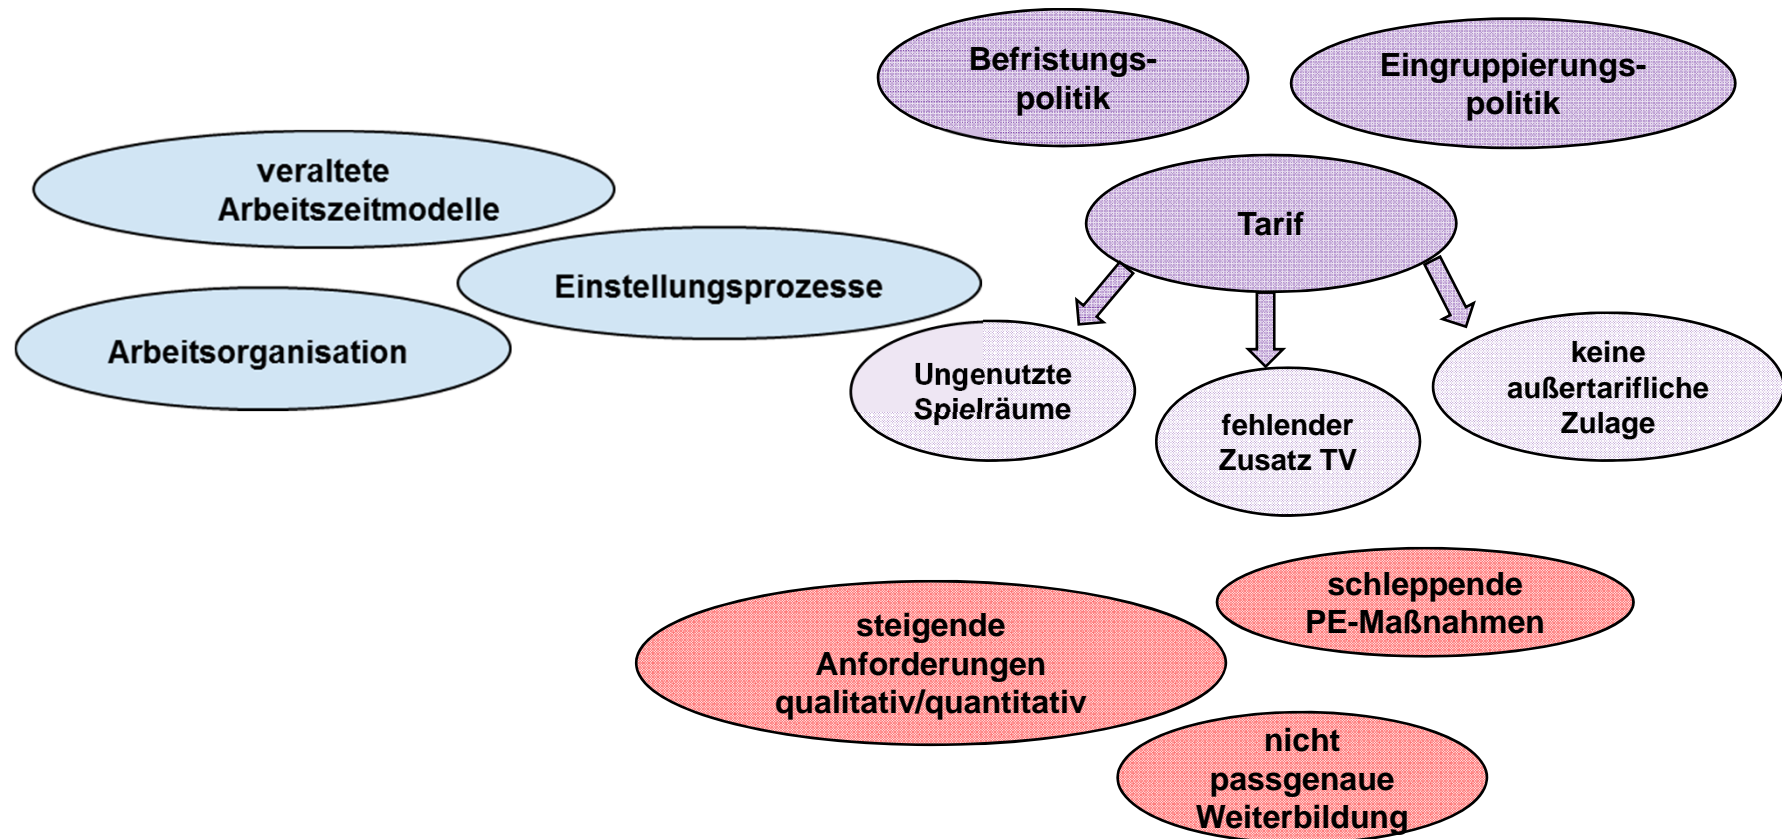 Befristungs-
politik
Eingruppierungs-
politik
veraltete
Arbeitszeitmodelle
Tarif
Einstellungsprozesse
Arbeitsorganisation
Ungenutzte
Spielräume
fehlender
Zusatz TV
keine
außertarifliche
Zulage
steigende
Anforderungen
qualitativ/quantitativ
schleppende
PE-Maßnahmen
nicht
passgenaue
Weiterbildung